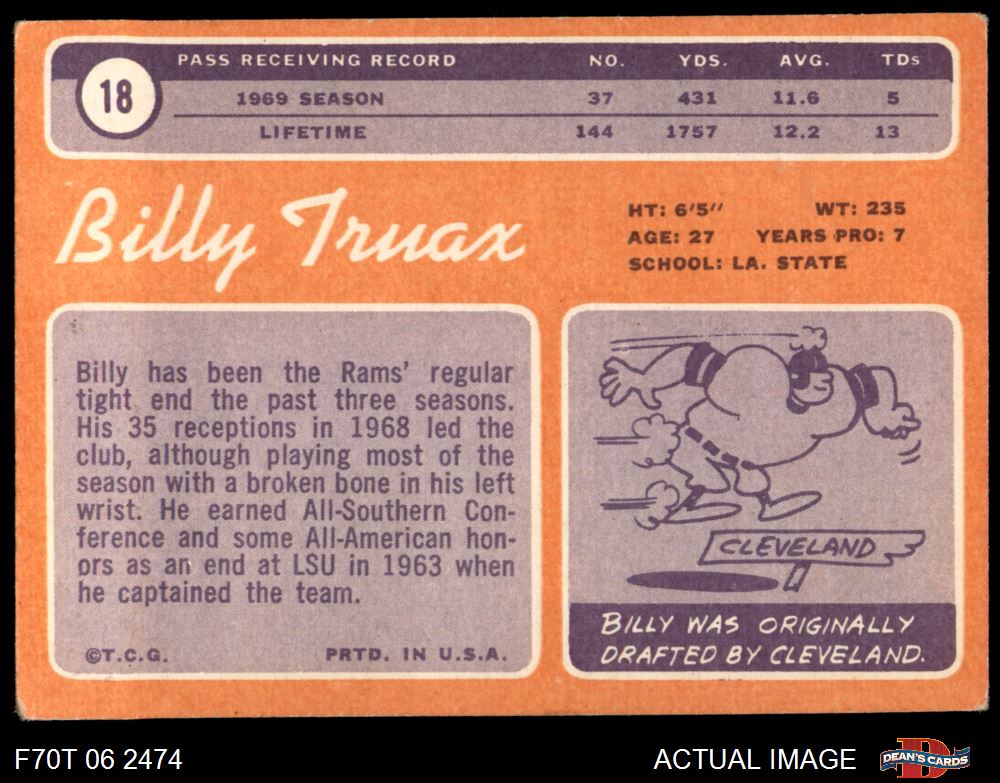 18
PASS RECEIVING RECORD NO. YDS. AVG. TDs
1969 SEASON 37 431 11.6 5
LIFETIME 144 1757 12.2 13
Billy Truax
HT: 6'5" WT: 235
AGE: 27 YEARS PRO: 7
SCHOOL: LA. STATE
Billy has been the Rams' regular
tight end the past three seasons.
His 35 receptions in 1968 led the
club, although playing most of the
season with a broken bone in his left
wrist. He earned All-Southern Con-
ference and some All-American hon-
ors as an end at LSU in 1963 when
he captained the team.
©T.C.G. PRTD. IN U.S.A.
CLEVELAND
BILLY WAS ORIGINALLY
DRAFTED BY CLEVELAND.
F70T 06 2474 ACTUAL IMAGE DEAN'S CARDS